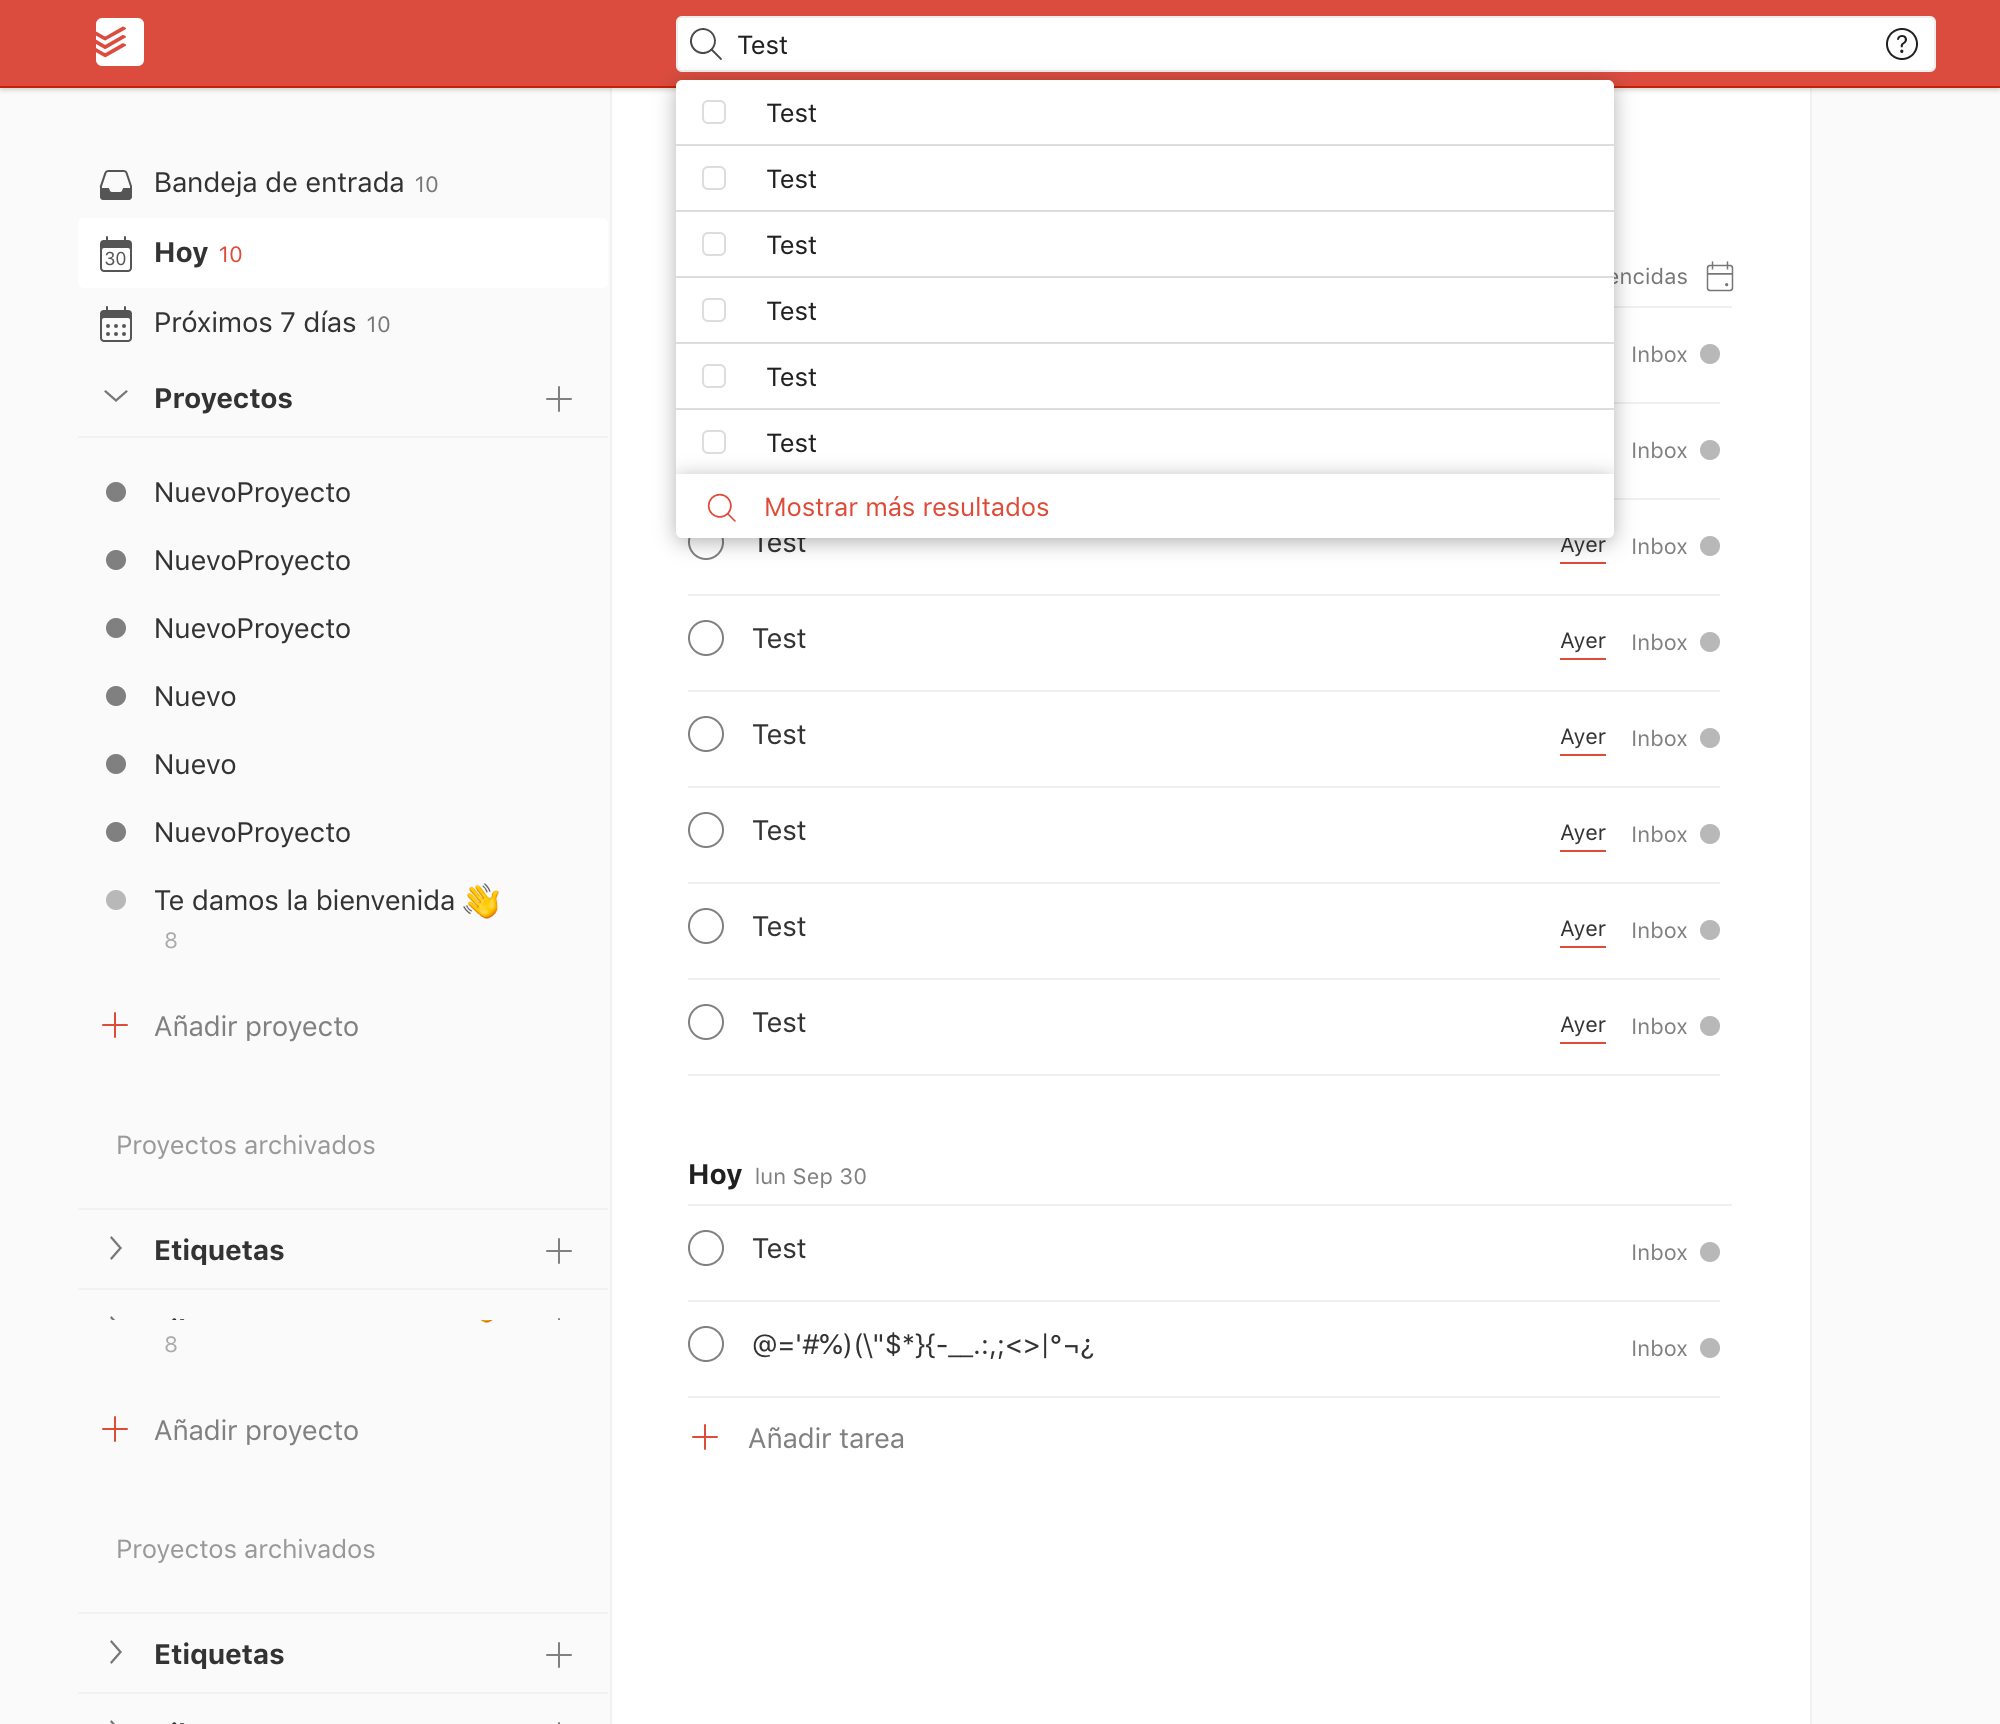 Test
Test
Test
Test
Test
Test
Test
Mostrar más resultados
Bandeja de entrada 10
30 Hoy 10
Próximos 7 días 10
Proyectos
NuevoProyecto
NuevoProyecto
NuevoProyecto
Nuevo
Nuevo
NuevoProyecto
Te damos la bienvenida 👋
8
Añadir proyecto
Proyectos archivados
Etiquetas
8
Añadir proyecto
Proyectos archivados
Etiquetas
encidas
Inbox
Inbox
Test Ayer Inbox
Test Ayer Inbox
Test Ayer Inbox
Test Ayer Inbox
Test Ayer Inbox
Test Ayer Inbox
Hoy lun Sep 30
Test Inbox
@='#%)(\"$*}{-__.:,;<>|°¬¿ Inbox
Añadir tarea